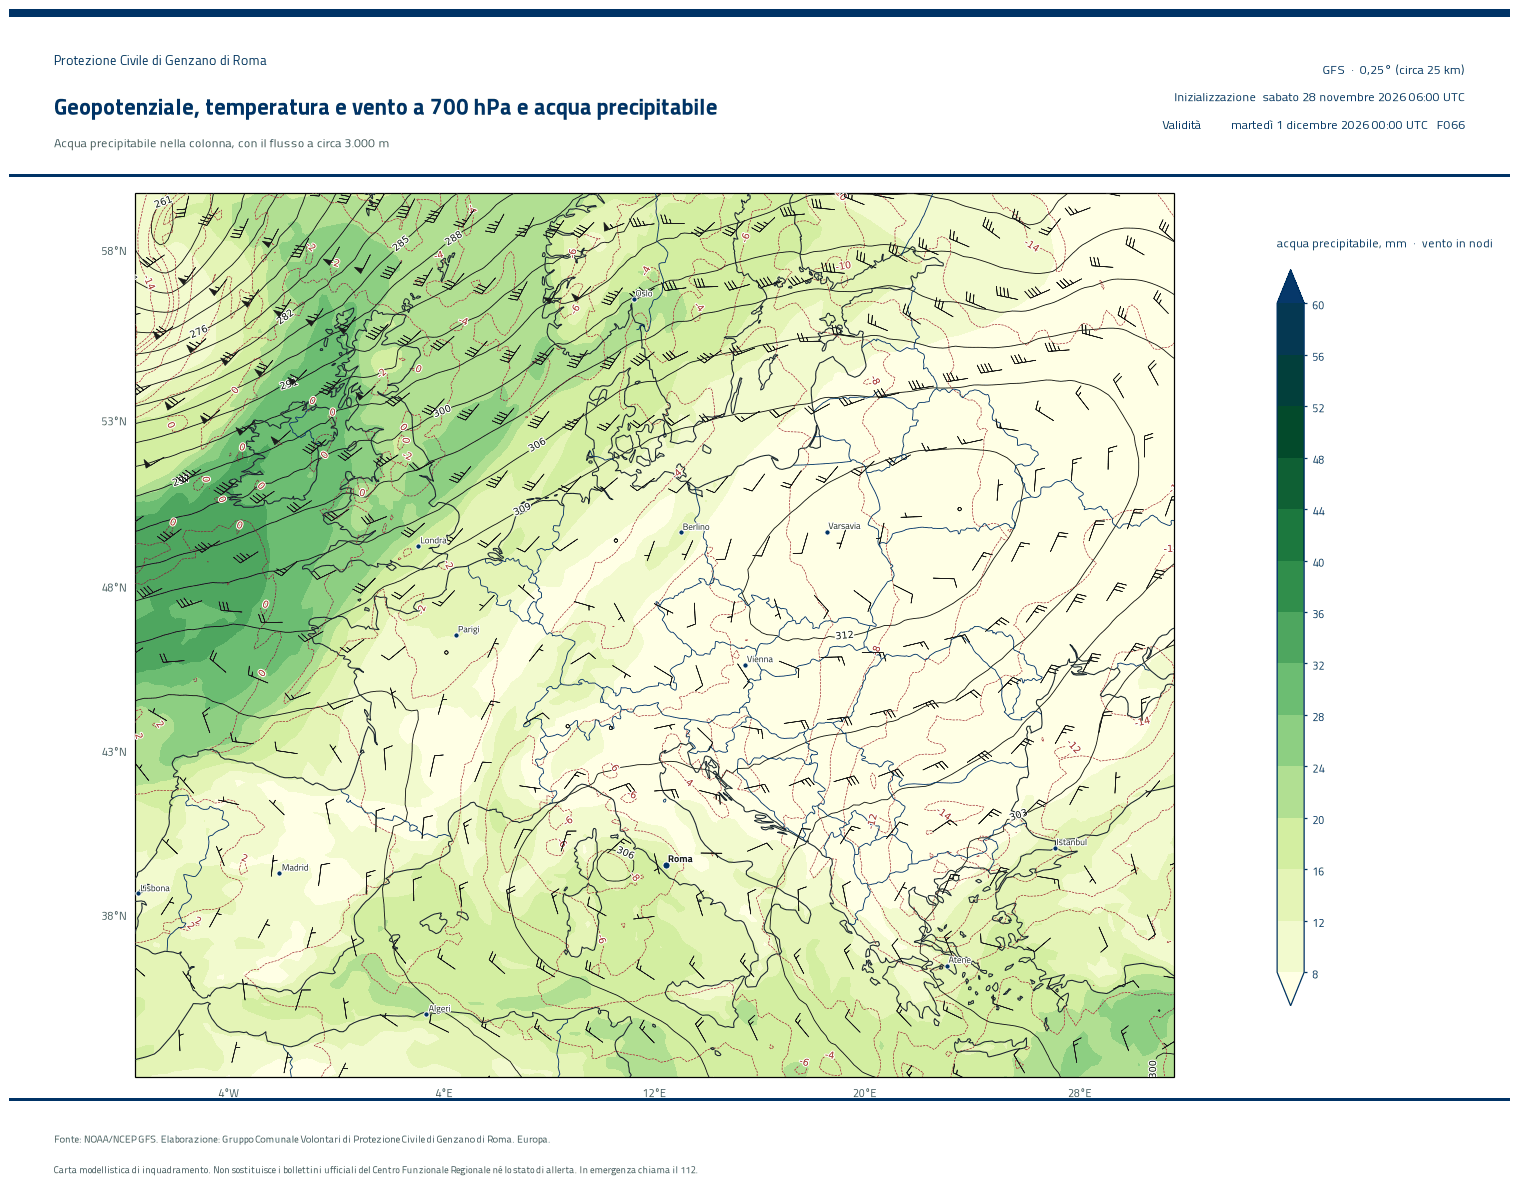 Protezione Civile di Genzano di Roma
Geopotenziale, temperatura e vento a 700 hPa e acqua precipitabile
Acqua precipitabile nella colonna, con il flusso a circa 3.000 m
GFS · 0,25° (circa 25 km)
Inizializzazione sabato 28 novembre 2026 06:00 UTC
Validità martedì 1 dicembre 2026 00:00 UTC F066
acqua precipitabile, mm · vento in nodi
60
56
52
48
44
40
36
32
28
24
20
16
12
8
58°N
53°N
48°N
43°N
38°N
4°W
4°E
12°E
20°E
28°E
261
276
282
285
288
300
306
309
312
303
306
300
Oslo
Londra
Berlino
Varsavia
Parigi
Vienna
Madrid
Lisbona
Roma
Istanbul
Atene
Algeri
Fonte: NOAA/NCEP GFS. Elaborazione: Gruppo Comunale Volontari di Protezione Civile di Genzano di Roma. Europa.
Carta modellistica di inquadramento. Non sostituisce i bollettini ufficiali del Centro Funzionale Regionale né lo stato di allerta. In emergenza chiama il 112.